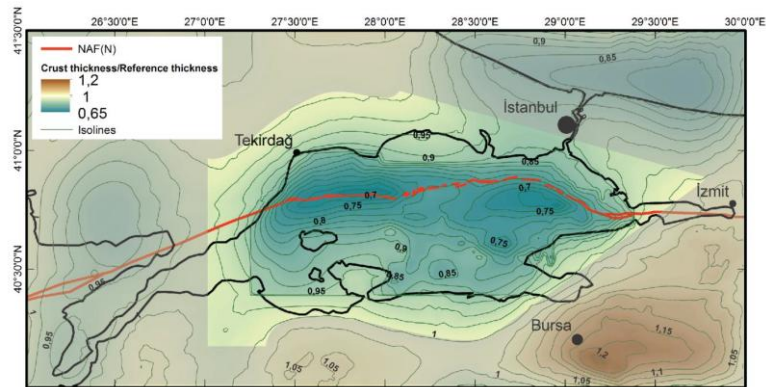 26°30'0"E 27°0'0"E 27°30'0"E 28°0'0"E 28°30'0"E 29°0'0"E 29°30'0"E 30°0'0"E
41°30'0"N
NAF(N)
Crust thickness/Reference thickness
1,2
1
0,65
Isolines
0,9
0,85
İstanbul
0,95
Tekirdağ
0,9
0,85
41°0'0"N
İzmit
0,7
0,7
0,75
0,75
0,8
0,75
0,9
0,85
0,85
0,95
0,95
40°30'0"N
0,95
1
Bursa
1,15
1,2
1,05
1,05
1,1
1,05
1